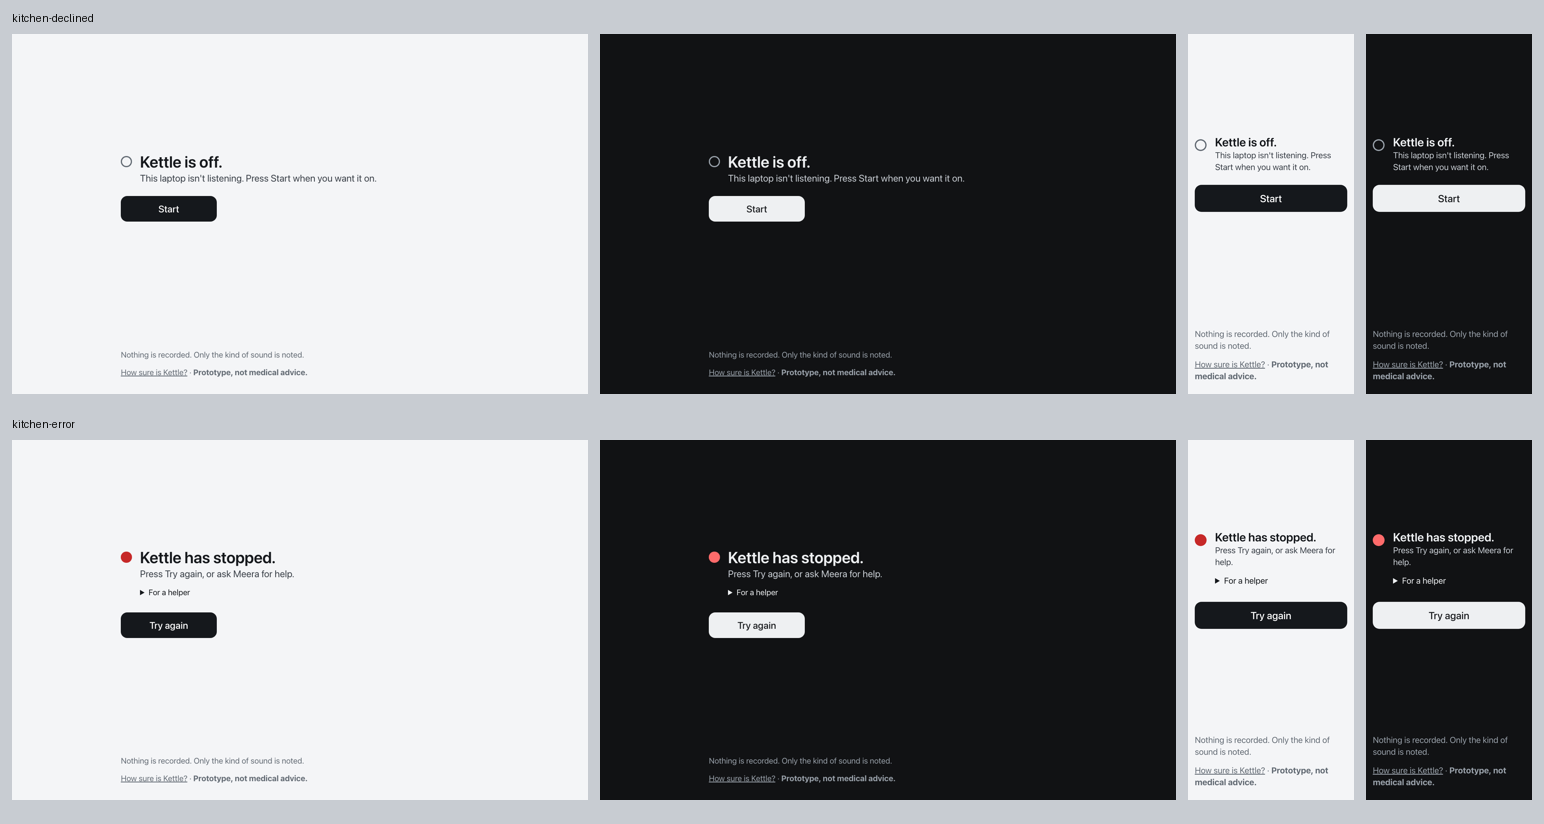 kitchen-declined
Kettle is off.
This laptop isn't listening. Press Start when you want it on.
Start
Nothing is recorded. Only the kind of sound is noted.
How sure is Kettle? · Prototype, not medical advice.
Kettle is off.
This laptop isn't listening. Press Start when you want it on.
Start
Nothing is recorded. Only the kind of sound is noted.
How sure is Kettle? · Prototype, not medical advice.
Kettle is off.
This laptop isn't listening. Press
Start when you want it on.
Start
Nothing is recorded. Only the kind of
sound is noted.
How sure is Kettle? · Prototype, not
medical advice.
Kettle is off.
This laptop isn't listening. Press
Start when you want it on.
Start
Nothing is recorded. Only the kind of
sound is noted.
How sure is Kettle? · Prototype, not
medical advice.
kitchen-error
Kettle has stopped.
Press Try again, or ask Meera for help.
▶ For a helper
Try again
Nothing is recorded. Only the kind of sound is noted.
How sure is Kettle? · Prototype, not medical advice.
Kettle has stopped.
Press Try again, or ask Meera for help.
▶ For a helper
Try again
Nothing is recorded. Only the kind of sound is noted.
How sure is Kettle? · Prototype, not medical advice.
Kettle has stopped.
Press Try again, or ask Meera for
help.
▶ For a helper
Try again
Nothing is recorded. Only the kind of
sound is noted.
How sure is Kettle? · Prototype, not
medical advice.
Kettle has stopped.
Press Try again, or ask Meera for
help.
▶ For a helper
Try again
Nothing is recorded. Only the kind of
sound is noted.
How sure is Kettle? · Prototype, not
medical advice.